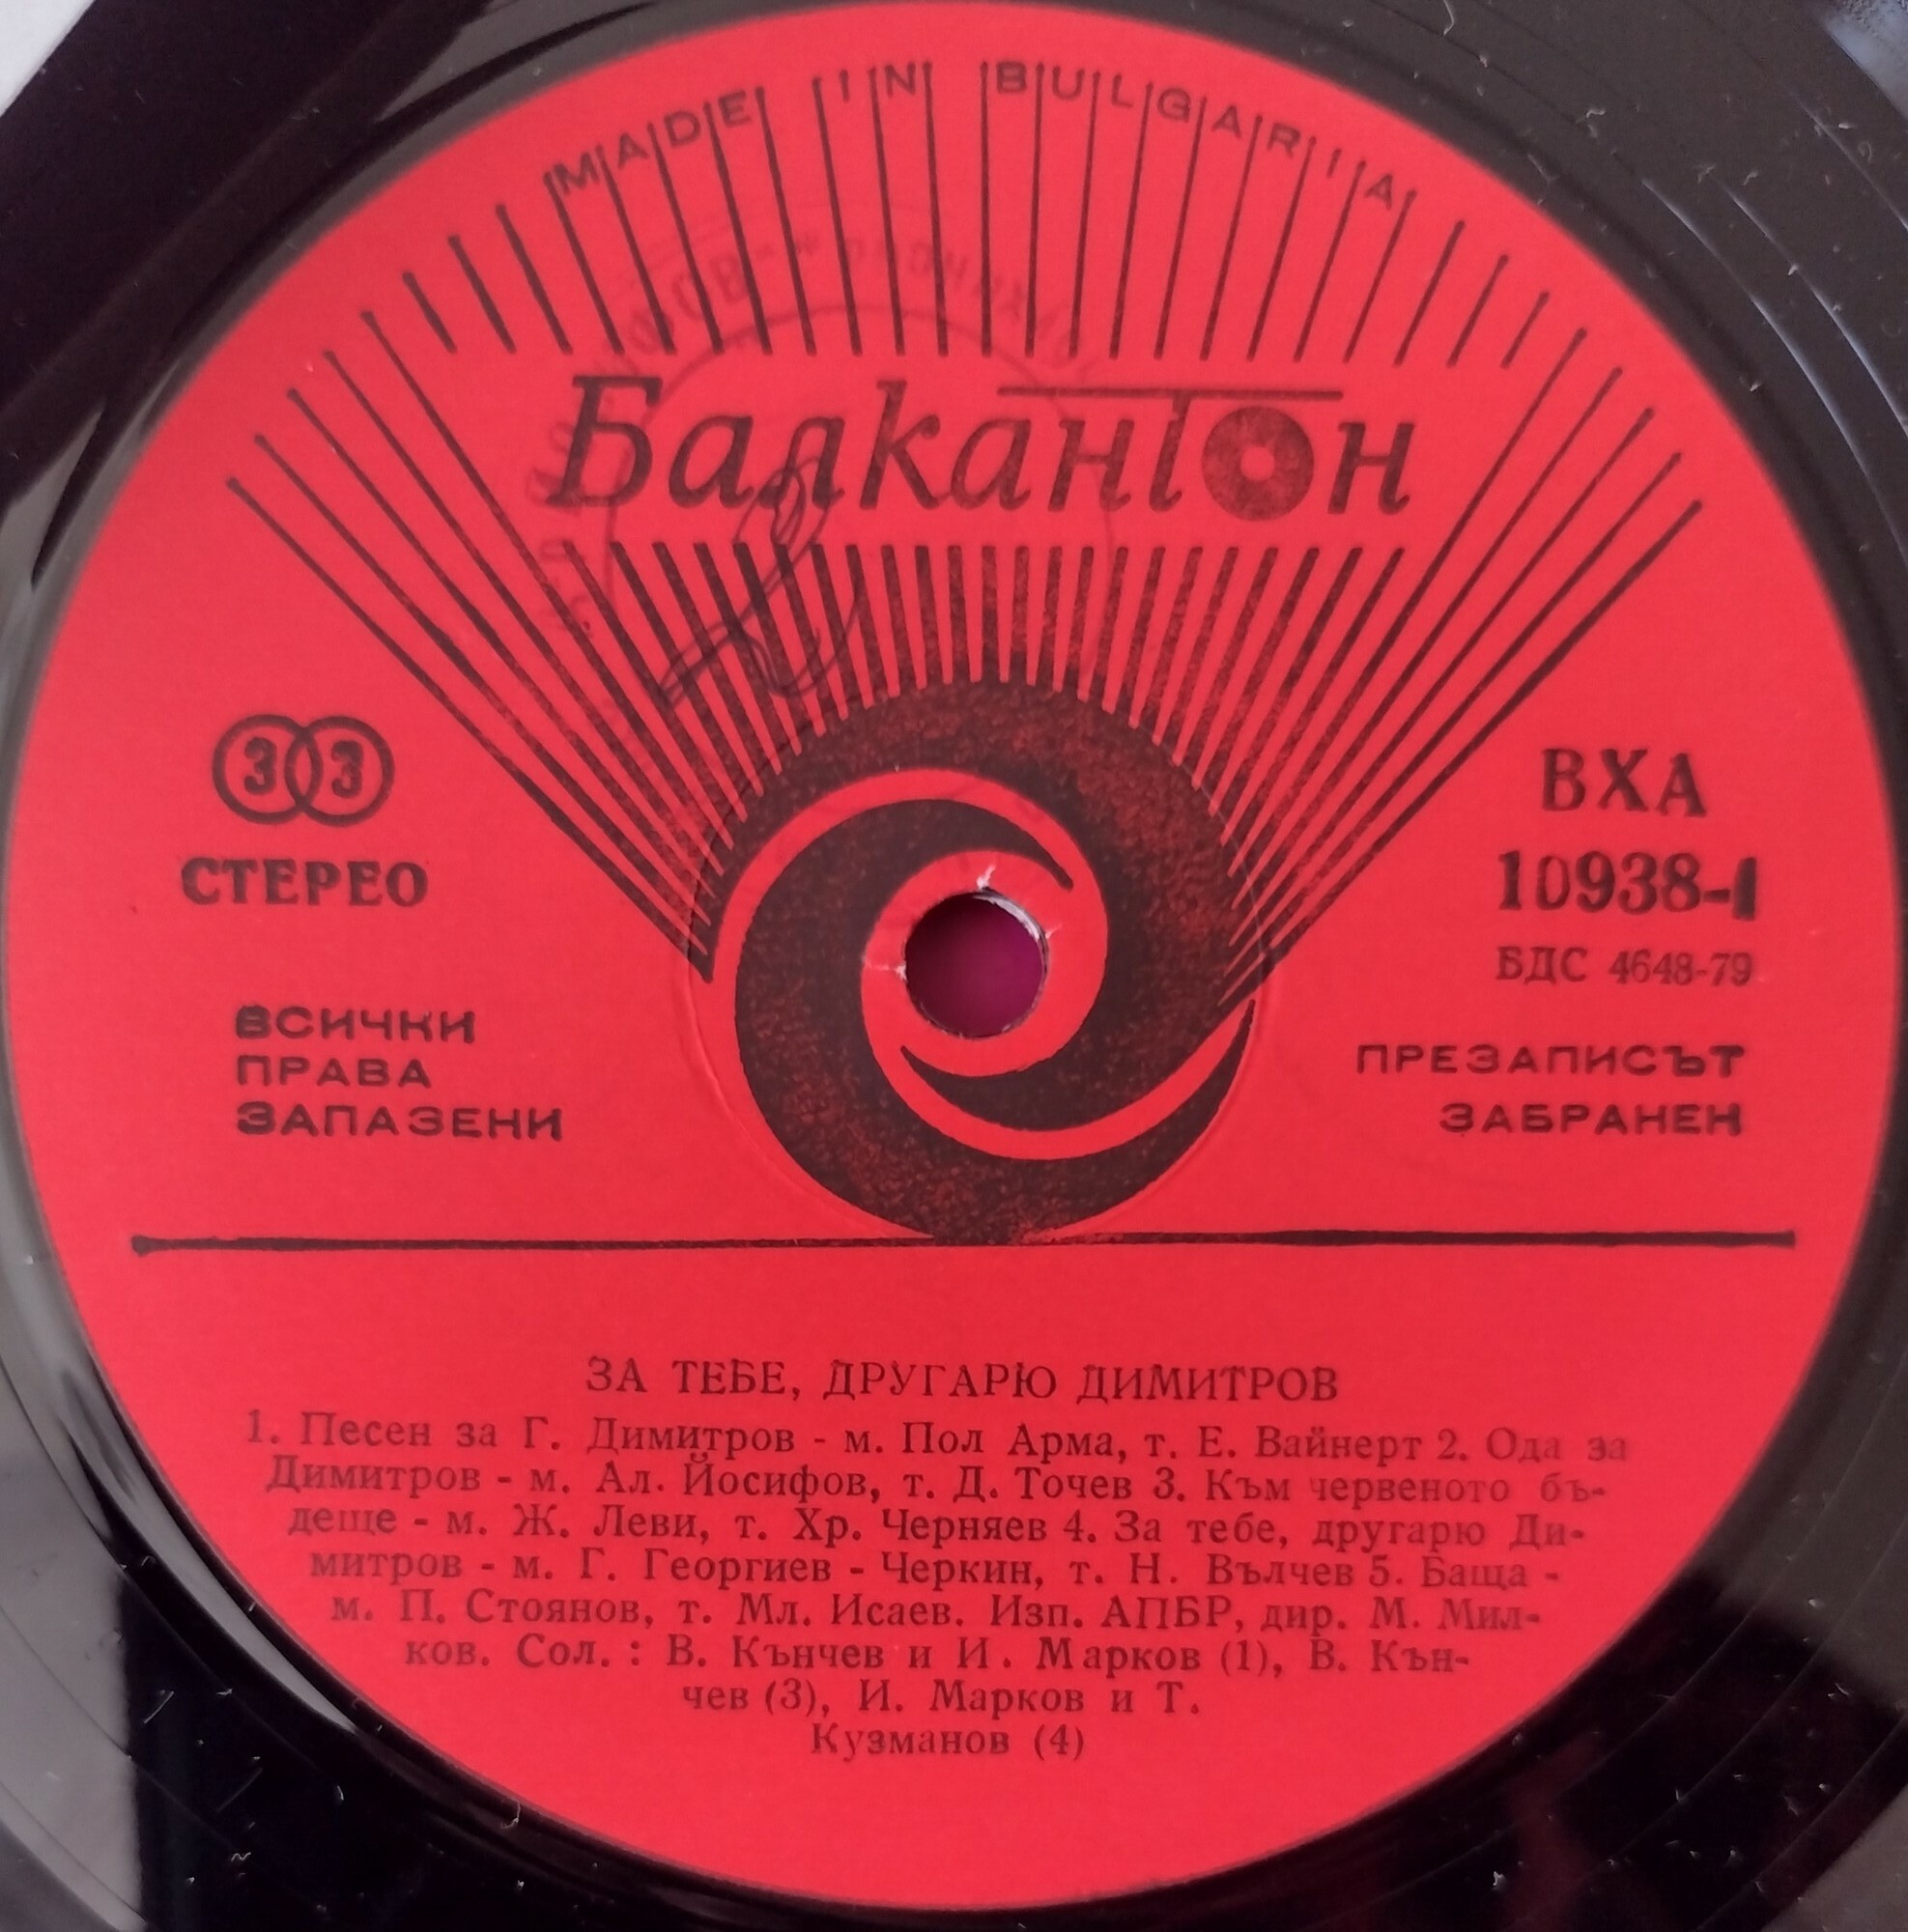 MADE IN BULGARIA
Балкантон
33
СТЕРЕО
ВХА
10938-1
БДС 4648-79
ВСИЧКИ
ПРАВА
ЗАПАЗЕНИ
ПРЕЗАПИСЪТ
ЗАБРАНЕН
ЗА ТЕБЕ, ДРУГАРЮ ДИМИТРОВ
1. Песен за Г. Димитров - м. Пол Арма, т. Е. Вайнерт 2. Ода за
Димитров - м. Ал. Йосифов, т. Д. Точев 3. Към червеното бъ-
деще - м. Ж. Леви, т. Хр. Черняев 4. За тебе, другарю Ди-
митров - м. Г. Георгиев - Черкин, т. Н. Вълчев 5. Баща -
м. П. Стоянов, т. Мл. Исаев. Изп. АПБР, дир. М. Мил-
ков. Сол. : В. Кънчев и И. Марков (1), В. Кън-
чев (3), И. Марков и Т.
Кузманов (4)